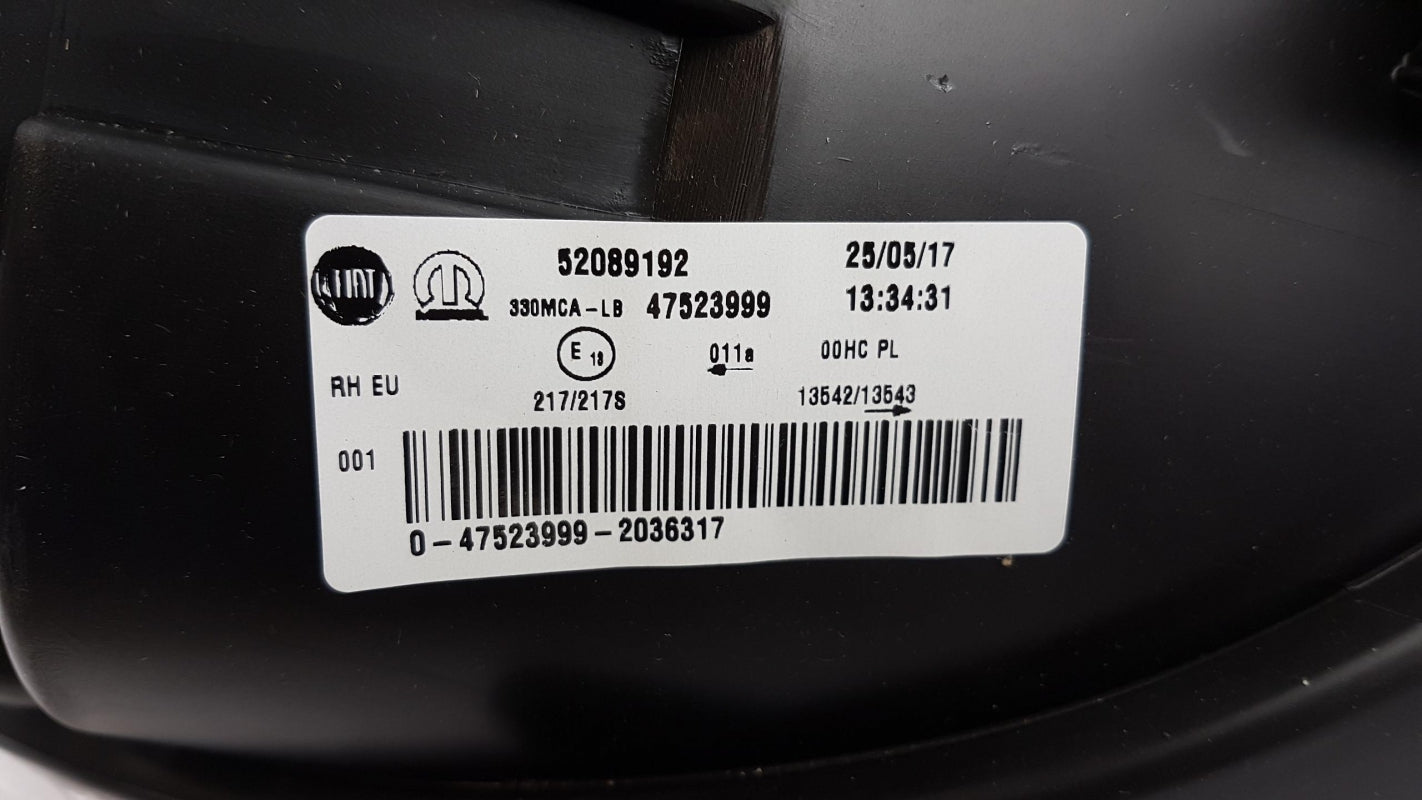 FIAT
52089192
25/05/17
330MCA-LB 47523999
13:34:31
E
011a
00HC PL
RH EU
217/217S
13542/13543
001
0-47523999-2036317